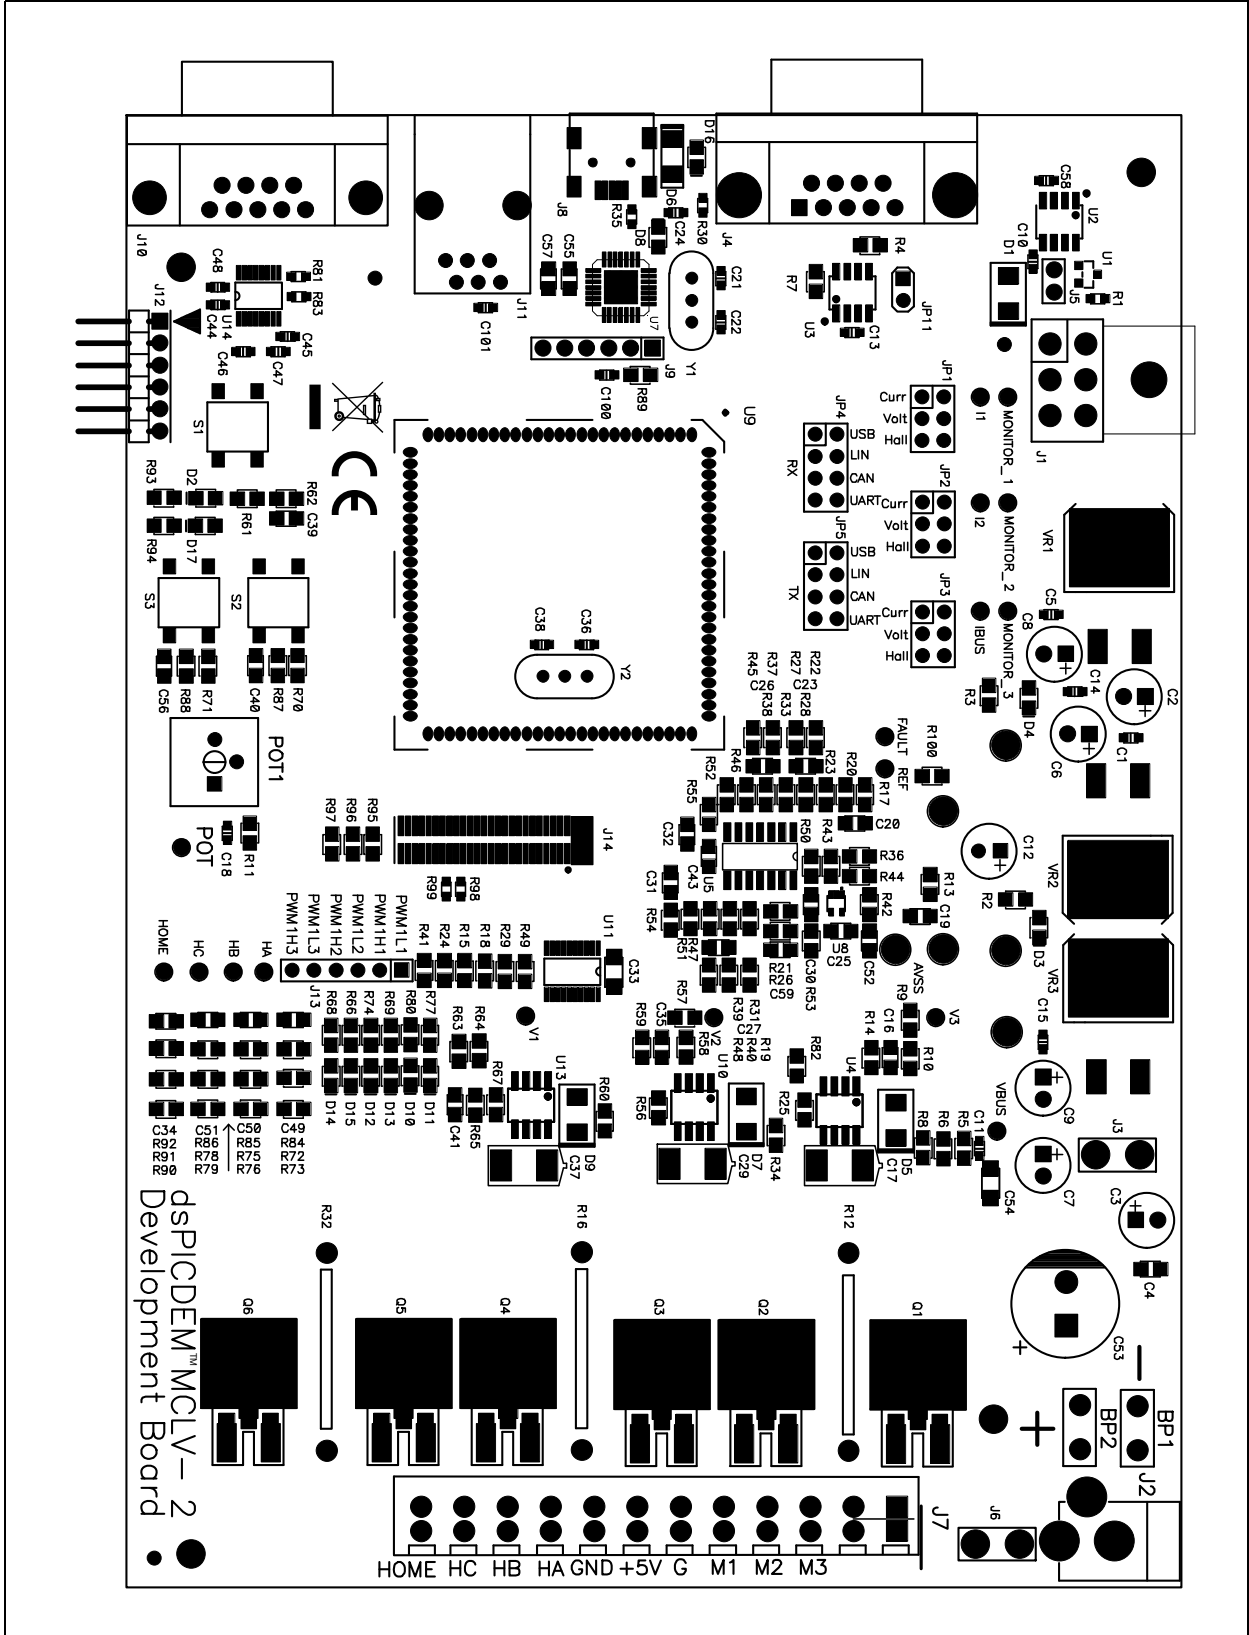 D16
J8
D6
R35
D8
C24
R30
J4
C58
U2
C10
D1
U1
J5
R1
R4
R7
U3
C13
JP11
C57
C55
U7
C21
C22
Y1
J10
J12
C48
R81
R83
C44
U14
C45
C46
C47
J11
C101
J9
C100
R89
S1
U9
JP4
USB
LIN
CAN
UART
RX
JP5
USB
LIN
CAN
UART
TX
JP1
Curr
Volt
Hall
JP2
Curr
Volt
Hall
JP3
Curr
Volt
Hall
I1
MONITOR_1
I2
MONITOR_2
IBUS
MONITOR_3
J1
VR1
R93
D2
R61
R62
C39
R94
D17
CE
S3
S2
C56
R88
R71
C40
R87
R70
C38
C36
Y2
C5
C8
C14
C2
C6
C1
R3
D4
R45
R37
C26
R38
R33
R27
R22
C23
R28
FAULT
REF
R100
POT1
POT
C18
R11
R97
R96
R95
J14
R99
R98
R52
R46
R55
R23
R20
R17
C32
C43
U5
R50
R43
C20
R36
R44
C31
R54
R51
R47
R42
U8
C25
C52
R13
C19
C12
R2
D3
VR2
VR3
AVSS
R21
R26
C59
C30
R53
HOME
HC
HB
HA
PWM1H3
PWM1L3
PWM1H2
PWM1L2
PWM1H1
PWM1L1
J13
R41
R24
R15
R18
R29
R49
U11
C33
R68
R66
R74
R69
R80
R77
R63
R64
V1
R59
C35
R57
V2
R58
R39
R31
C27
R48
R40
R19
R82
R9
V3
R14
C16
R10
C15
D14
D15
D12
D13
D10
D11
C41
R65
R67
U13
R60
D9
C37
R56
U10
D7
C29
R34
R25
U4
D5
C17
R8
R6
R5
C11
C54
VBUS
C9
C7
J3
C3
C4
C34
R92
R91
R90
C51
R86
R78
R79
C50
R85
R75
R76
C49
R84
R72
R73
R32
R16
R12
dsPICDEM™MCLV-2
Development Board
Q6
Q5
Q4
Q3
Q2
Q1
C53
+
−
BP2
BP1
J2
J6
J7
HOME HC HB HA GND +5V G M1 M2 M3